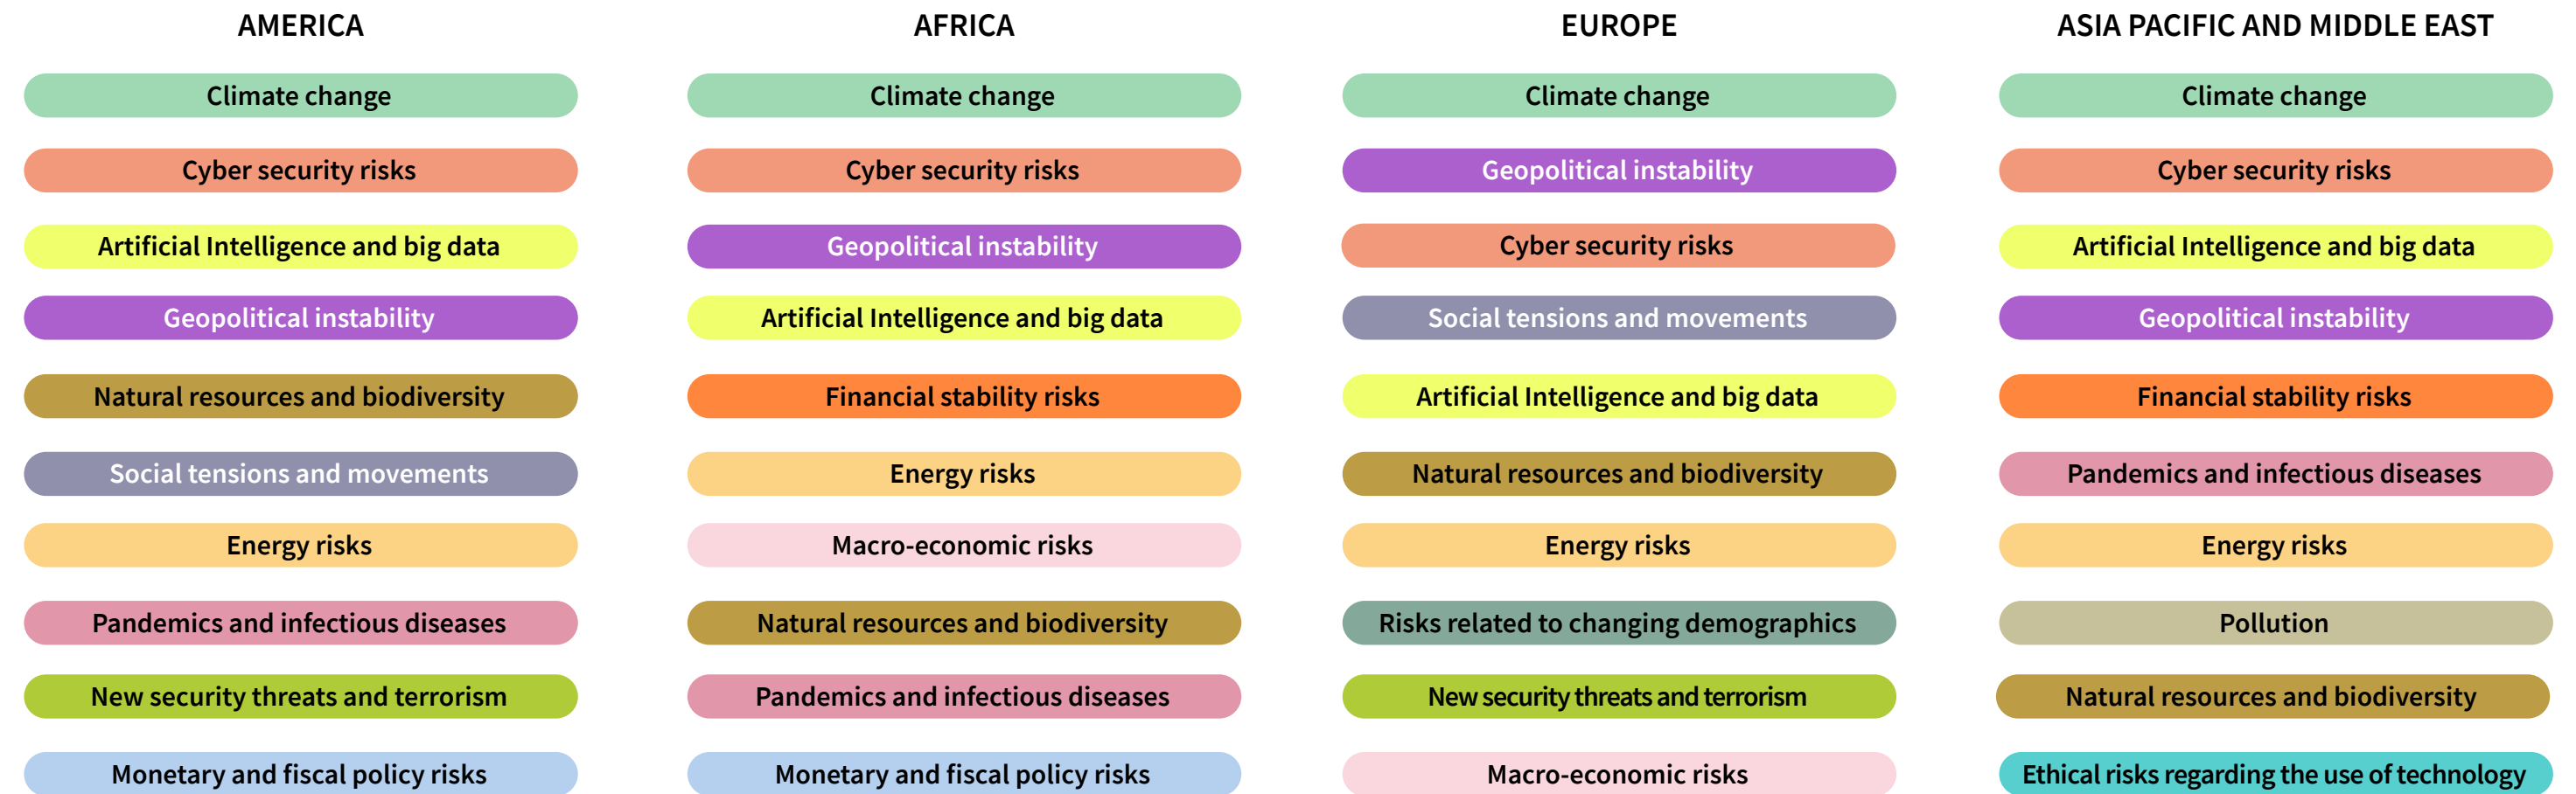 AMERICA
Climate change
Cyber security risks
Artificial Intelligence and big data
Geopolitical instability
Natural resources and biodiversity
Social tensions and movements
Energy risks
Pandemics and infectious diseases
New security threats and terrorism
Monetary and fiscal policy risks
AFRICA
Climate change
Cyber security risks
Geopolitical instability
Artificial Intelligence and big data
Financial stability risks
Energy risks
Macro-economic risks
Natural resources and biodiversity
Pandemics and infectious diseases
Monetary and fiscal policy risks
EUROPE
Climate change
Geopolitical instability
Cyber security risks
Social tensions and movements
Artificial Intelligence and big data
Natural resources and biodiversity
Energy risks
Risks related to changing demographics
New security threats and terrorism
Macro-economic risks
ASIA PACIFIC AND MIDDLE EAST
Climate change
Cyber security risks
Artificial Intelligence and big data
Geopolitical instability
Financial stability risks
Pandemics and infectious diseases
Energy risks
Pollution
Natural resources and biodiversity
Ethical risks regarding the use of technology